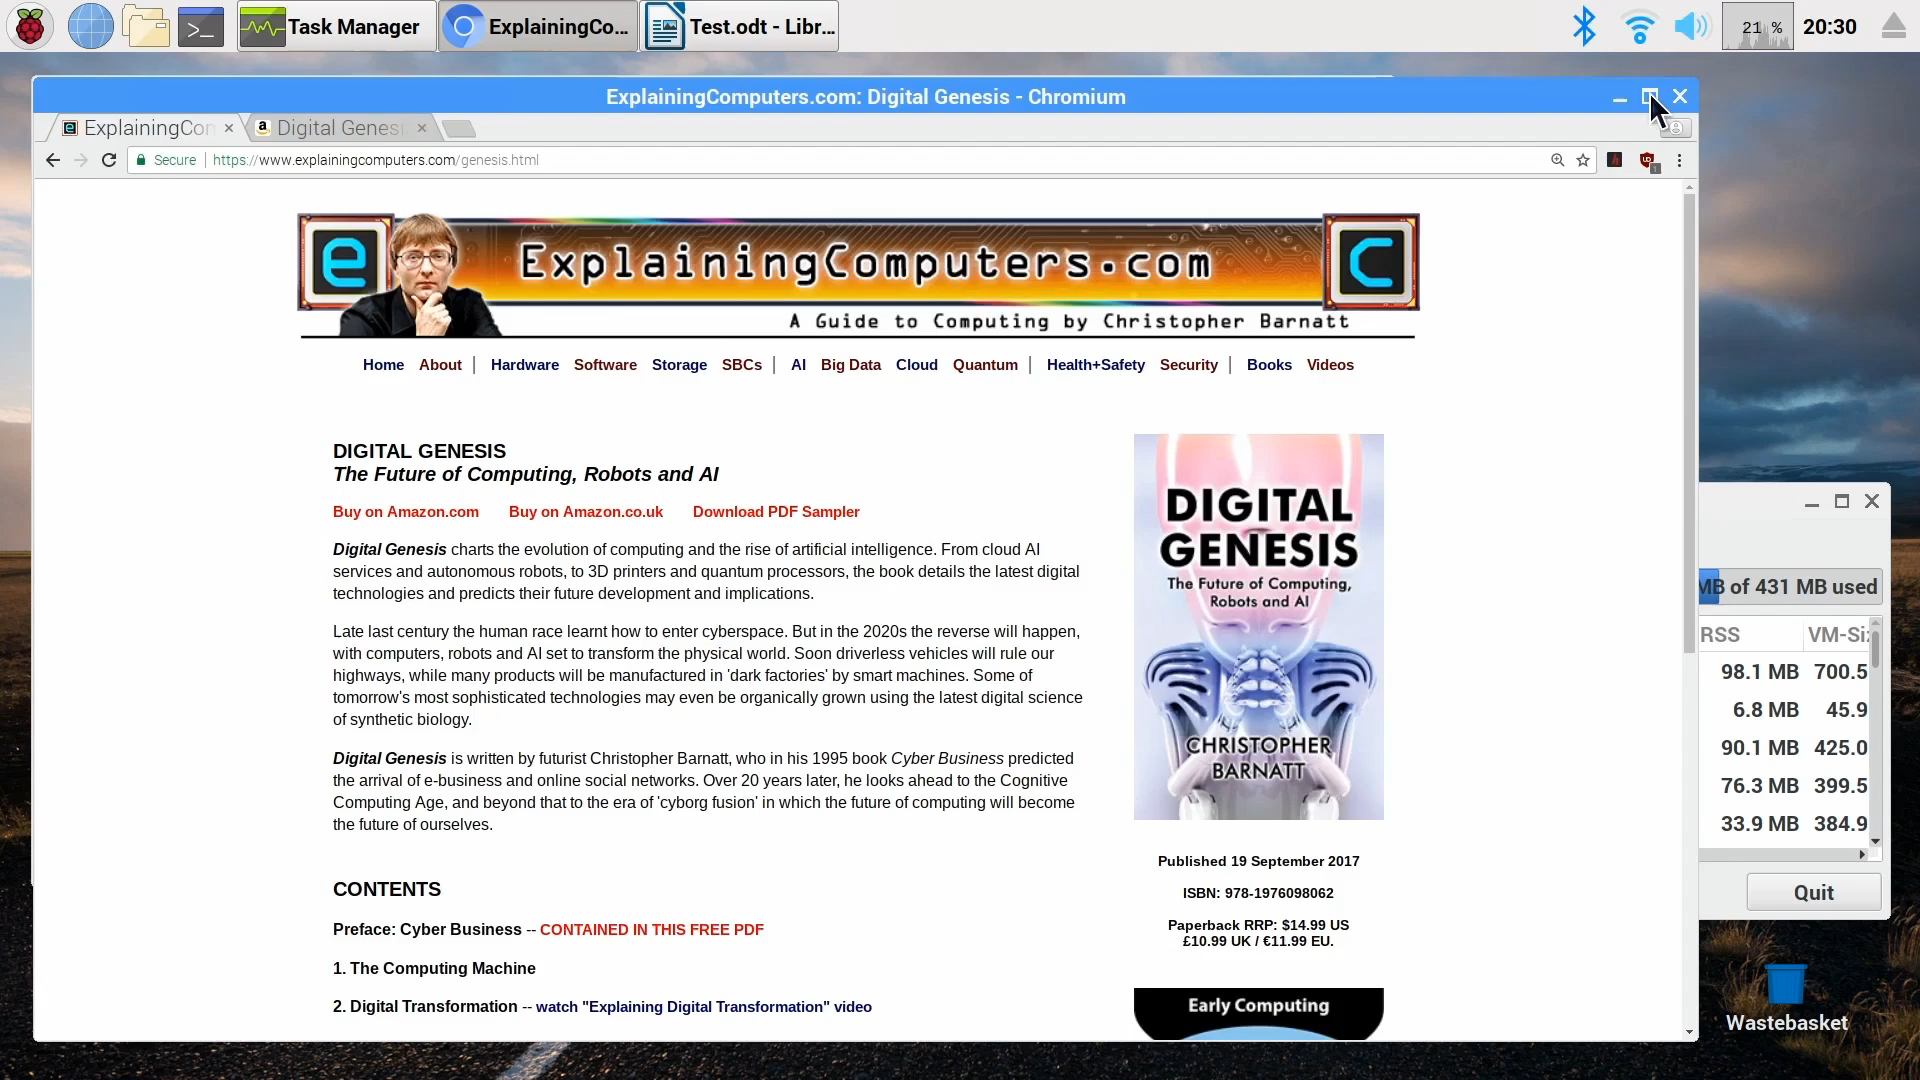 Task Manager
ExplainingCo...
Test.odt - Libr...
21 %
20:30
ExplainingComputers.com: Digital Genesis - Chromium
ExplainingCon
Digital Genesi
Secure
https://www.explainingcomputers.com/genesis.html
e
ExplainingComputers.com
C
A Guide to Computing by Christopher Barnatt
Home About | Hardware Software Storage SBCs | AI Big Data Cloud Quantum | Health+Safety Security | Books Videos
DIGITAL GENESIS
The Future of Computing, Robots and AI
Buy on Amazon.com Buy on Amazon.co.uk Download PDF Sampler
Digital Genesis charts the evolution of computing and the rise of artificial intelligence. From cloud AI
services and autonomous robots, to 3D printers and quantum processors, the book details the latest digital
technologies and predicts their future development and implications.
Late last century the human race learnt how to enter cyberspace. But in the 2020s the reverse will happen,
with computers, robots and AI set to transform the physical world. Soon driverless vehicles will rule our
highways, while many products will be manufactured in 'dark factories' by smart machines. Some of
tomorrow's most sophisticated technologies may even be organically grown using the latest digital science
of synthetic biology.
Digital Genesis is written by futurist Christopher Barnatt, who in his 1995 book Cyber Business predicted
the arrival of e-business and online social networks. Over 20 years later, he looks ahead to the Cognitive
Computing Age, and beyond that to the era of 'cyborg fusion' in which the future of computing will become
the future of ourselves.
CONTENTS
Preface: Cyber Business -- CONTAINED IN THIS FREE PDF
1. The Computing Machine
2. Digital Transformation -- watch "Explaining Digital Transformation" video
DIGITAL
GENESIS
The Future of Computing,
Robots and AI
CHRISTOPHER
BARNATT
Published 19 September 2017
ISBN: 978-1976098062
Paperback RRP: $14.99 US
£10.99 UK / €11.99 EU.
Early Computing
MB of 431 MB used
RSS VM-Si
98.1 MB 700.5
6.8 MB 45.9
90.1 MB 425.0
76.3 MB 399.5
33.9 MB 384.9
Quit
Wastebasket